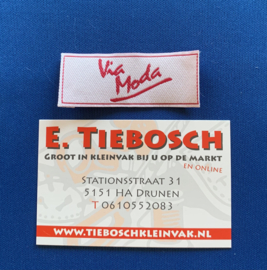 Via
Moda
E. TIEBOSCH
GROOT IN KLEINVAK BIJ U OP DE MARKT
EN ONLINE
STATIONSSTRAAT 31
5151 HA DRUNEN
T 0610552083
WWW.TIEBOSCHKLEINVAK.NL